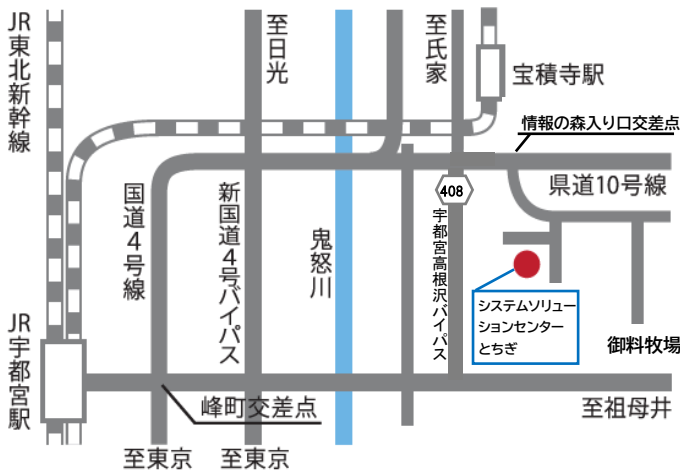 JR東北新幹線
至日光
至氏家
宝積寺駅
情報の森入り口交差点
県道10号線
408
宇都宮高根沢バイパス
国道4号線
新国道4号バイパス
鬼怒川
システムソリュー
ションセンター
とちぎ
御料牧場
JR宇都宮駅
峰町交差点
至祖母井
至東京
至東京